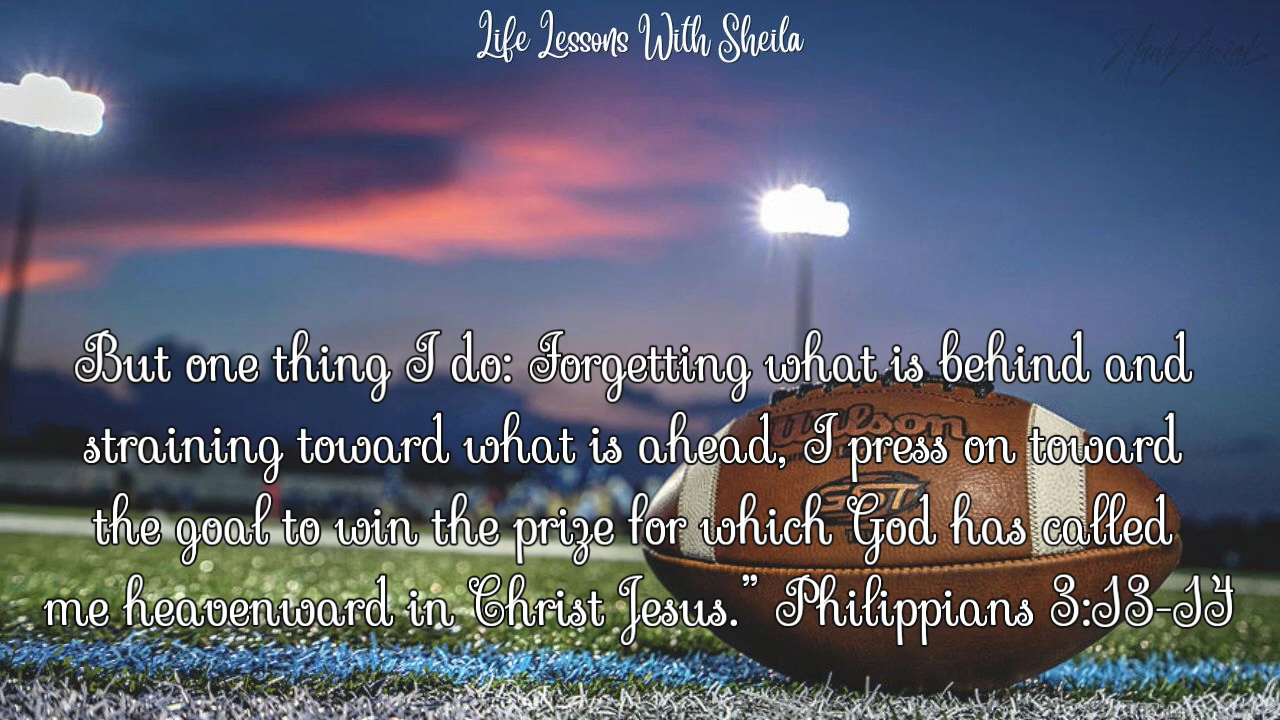 Life Lessons With Sheila
But one thing I do: Forgetting what is behind and
straining toward what is ahead, I press on toward
the goal to win the prize for which God has called
me heavenward in Christ Jesus.” Philippians 3:13-14
Wilson
GST